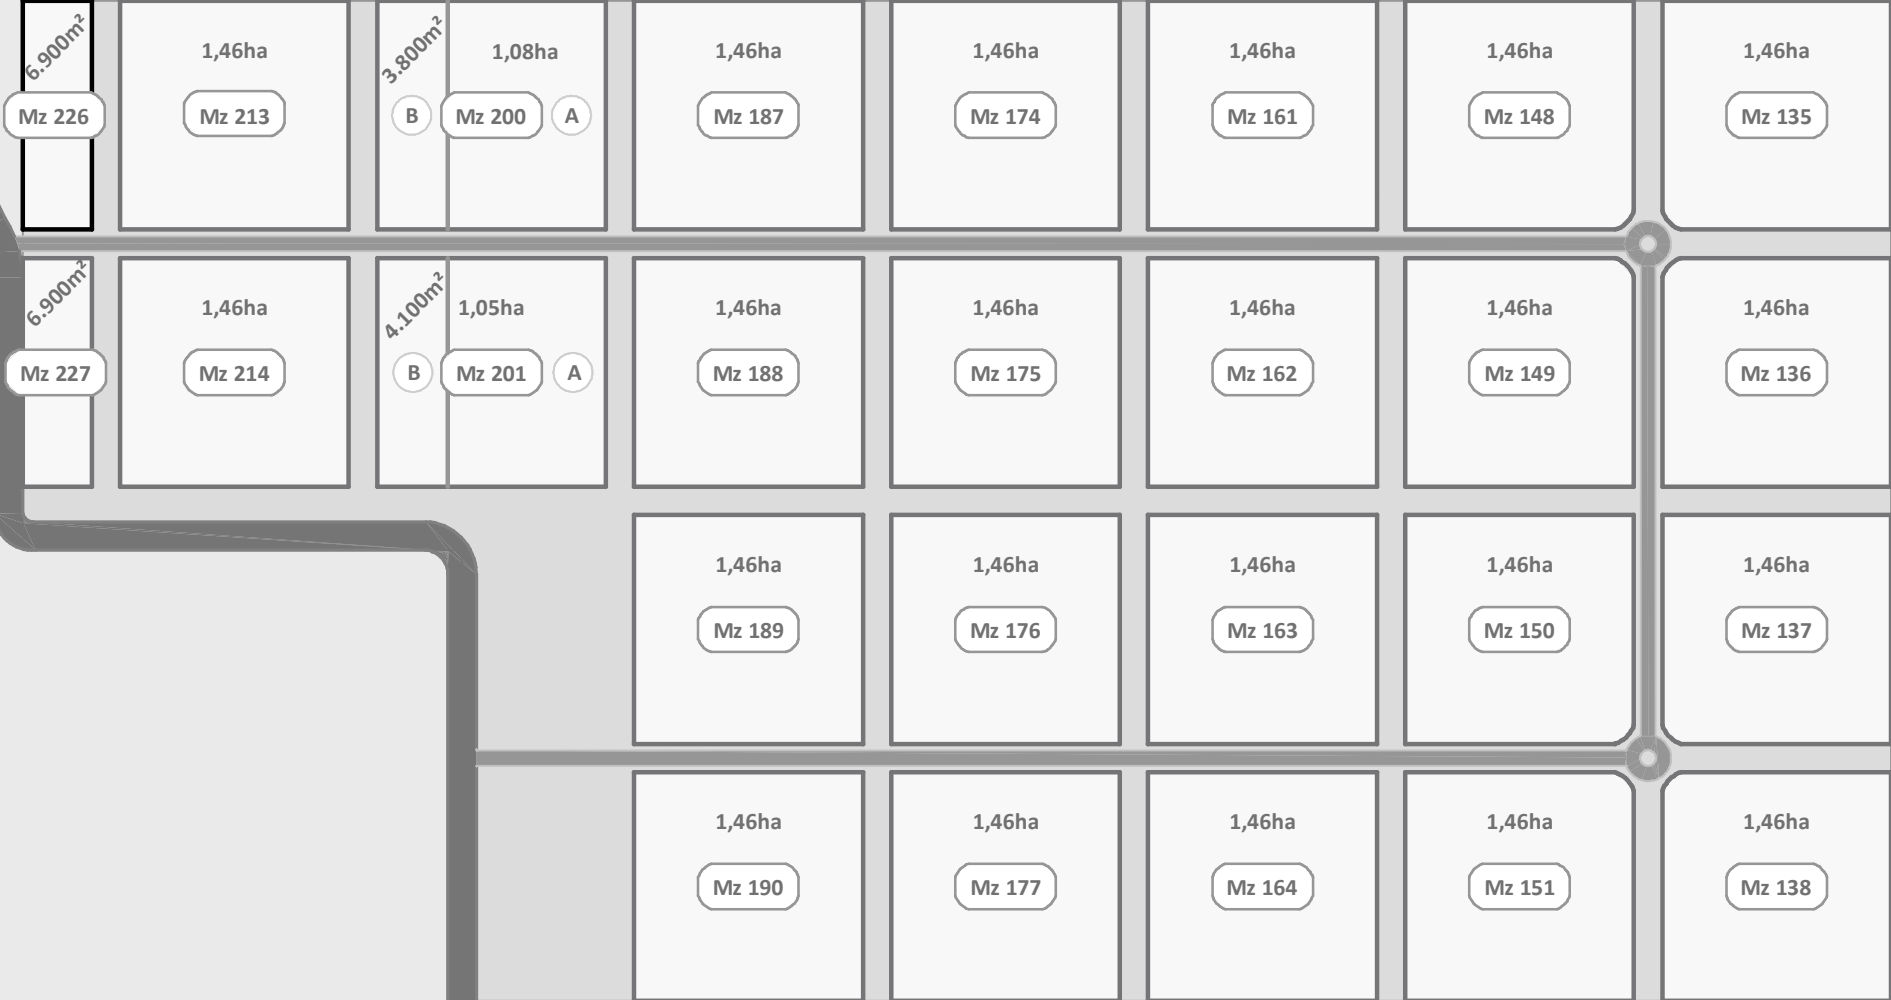 6.900m²
1,46ha
3.800m²
1,08ha
1,46ha
1,46ha
1,46ha
1,46ha
1,46ha
Mz 226
Mz 213
B
Mz 200
A
Mz 187
Mz 174
Mz 161
Mz 148
Mz 135
6.900m²
1,46ha
4.100m²
1,05ha
1,46ha
1,46ha
1,46ha
1,46ha
1,46ha
Mz 227
Mz 214
B
Mz 201
A
Mz 188
Mz 175
Mz 162
Mz 149
Mz 136
1,46ha
1,46ha
1,46ha
1,46ha
1,46ha
Mz 189
Mz 176
Mz 163
Mz 150
Mz 137
1,46ha
1,46ha
1,46ha
1,46ha
1,46ha
Mz 190
Mz 177
Mz 164
Mz 151
Mz 138